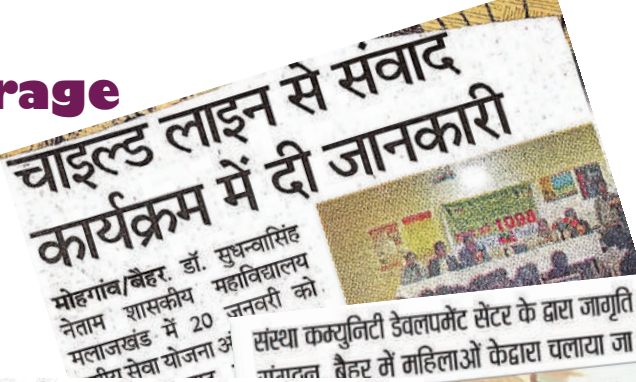 rage
चाइल्ड लाइन से संवाद
कार्यक्रम में दी जानकारी
मोहगांव/बैहर. डॉ. सुधन्वासिंह
नेताम शासकीय महाविद्यालय
मलाजखंड में 20 जनवरी को
सेवा योजना
1098
संस्था कम्युनिटी डेवलपमेंट सेंटर के द्वारा जागृति
बैहर में महिलाओं केद्वारा चलाया जा